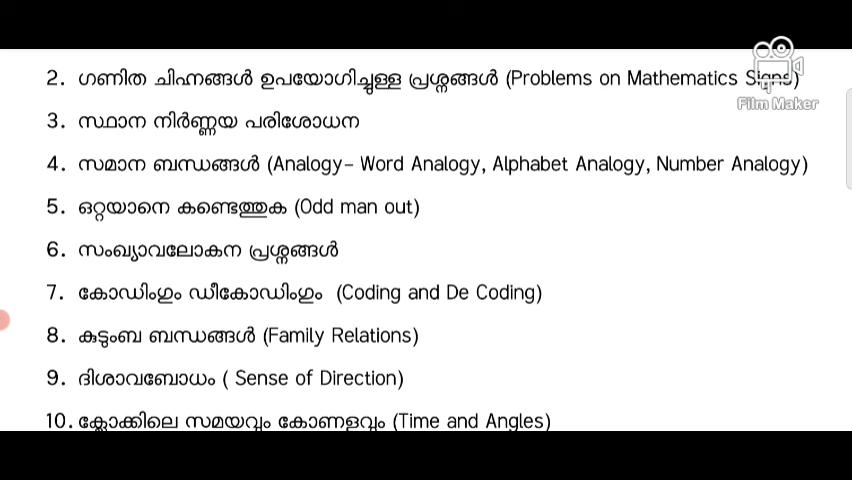 2. ഗണിത ചിഹ്നങ്ങൾ ഉപയോഗിച്ചുള്ള പ്രശ്നങ്ങൾ (Problems on Mathematics Signs)
Film Maker
3. സ്ഥാന നിർണ്ണയ പരിശോധന
4. സമാന ബന്ധങ്ങൾ (Analogy- Word Analogy, Alphabet Analogy, Number Analogy)
5. ഒറ്റയാനെ കണ്ടെത്തുക (Odd man out)
6. സംഖ്യാവലോകന പ്രശ്നങ്ങൾ
7. കോഡിംഗും ഡീകോഡിംഗും (Coding and De Coding)
8. കുടുംബ ബന്ധങ്ങൾ (Family Relations)
9. ദിശാവബോധം ( Sense of Direction)
10. ക്ലോക്കിലെ സമയവും കോണളവും (Time and Angles)